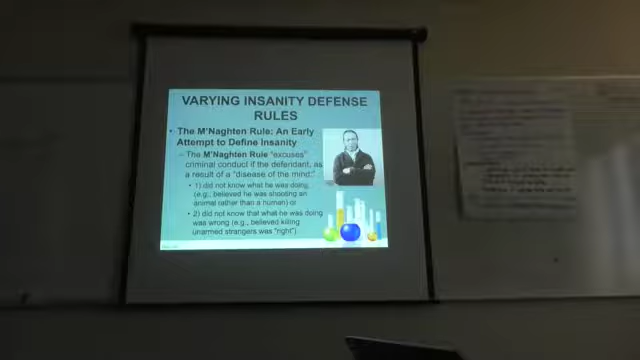 VARYING INSANITY DEFENSE
RULES
• The M'Naghten Rule: An Early
Attempt to Define Insanity
– The M'Naghten Rule "excuses"
criminal conduct if the defendant, as
a result of a "disease of the mind:"
• 1) did not know what he was doing,
(e.g., believed he was shooting an
animal rather than a human) or
• 2) did not know that what he was doing
was wrong (e.g., believed killing
unarmed strangers was "right").